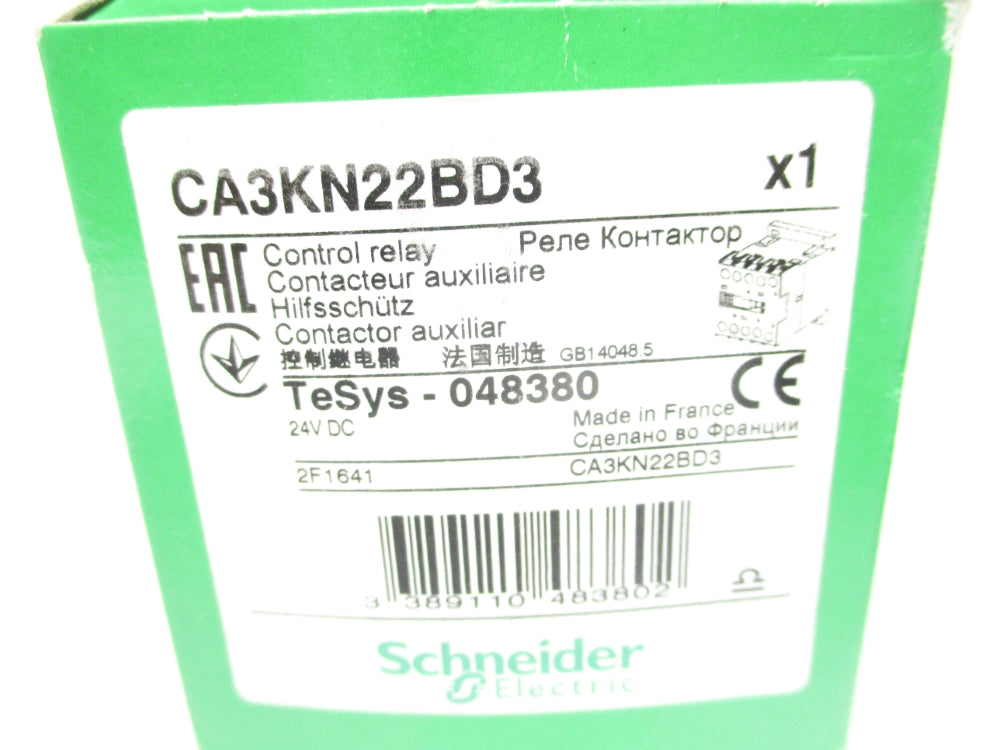 CA3KN22BD3 x1
EAC
Control relay Реле Контактор
Contacteur auxiliaire
Hilfsschütz
Contactor auxiliar
控制继电器 法国制造 GB14048.5
TeSys - 048380 CE
24V DC Made in France
Сделано во Франции
2F1641 CA3KN22BD3
3 389110 483802
Schneider
Electric